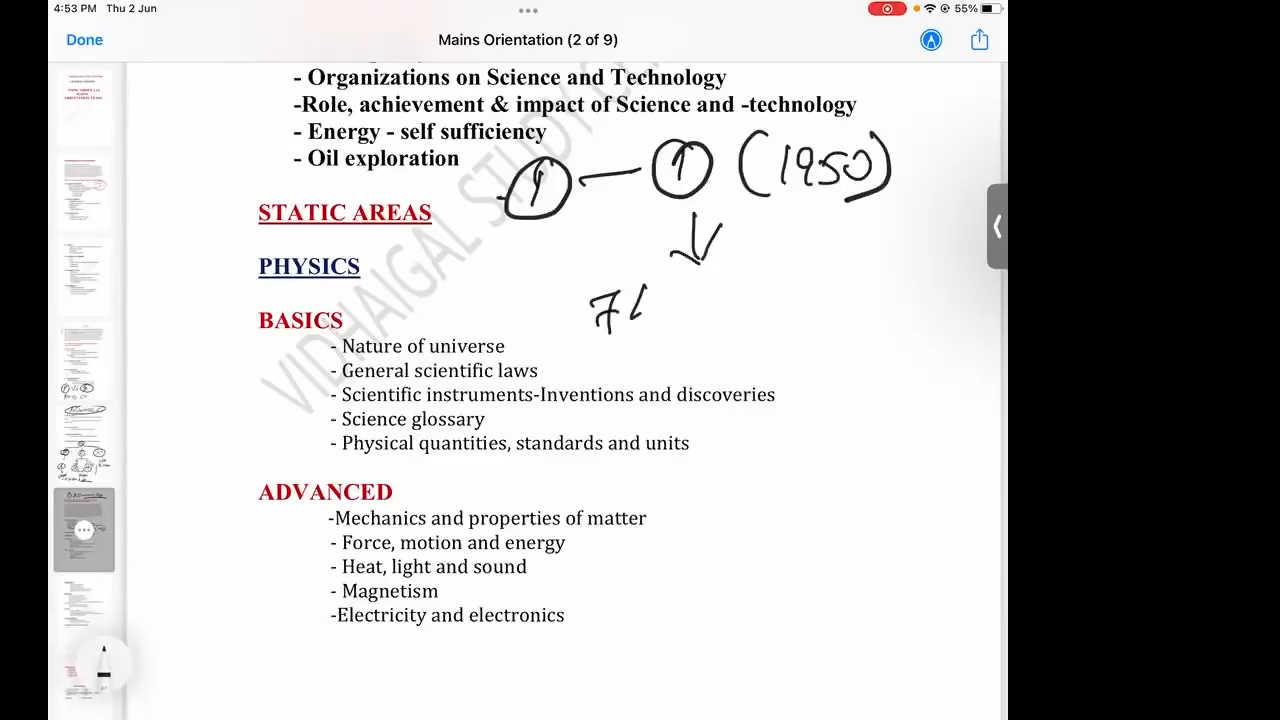 4:53 PM Thu 2 Jun
55%
Done
Mains Orientation (2 of 9)
- Organizations on Science and Technology
-Role, achievement & impact of Science and -technology
- Energy - self sufficiency
- Oil exploration
(1950)
STATIC AREAS
PHYSICS
BASICS
- Nature of universe
- General scientific laws
- Scientific instruments-Inventions and discoveries
- Science glossary
- Physical quantities, standards and units
ADVANCED
-Mechanics and properties of matter
- Force, motion and energy
- Heat, light and sound
- Magnetism
-Electricity and electronics